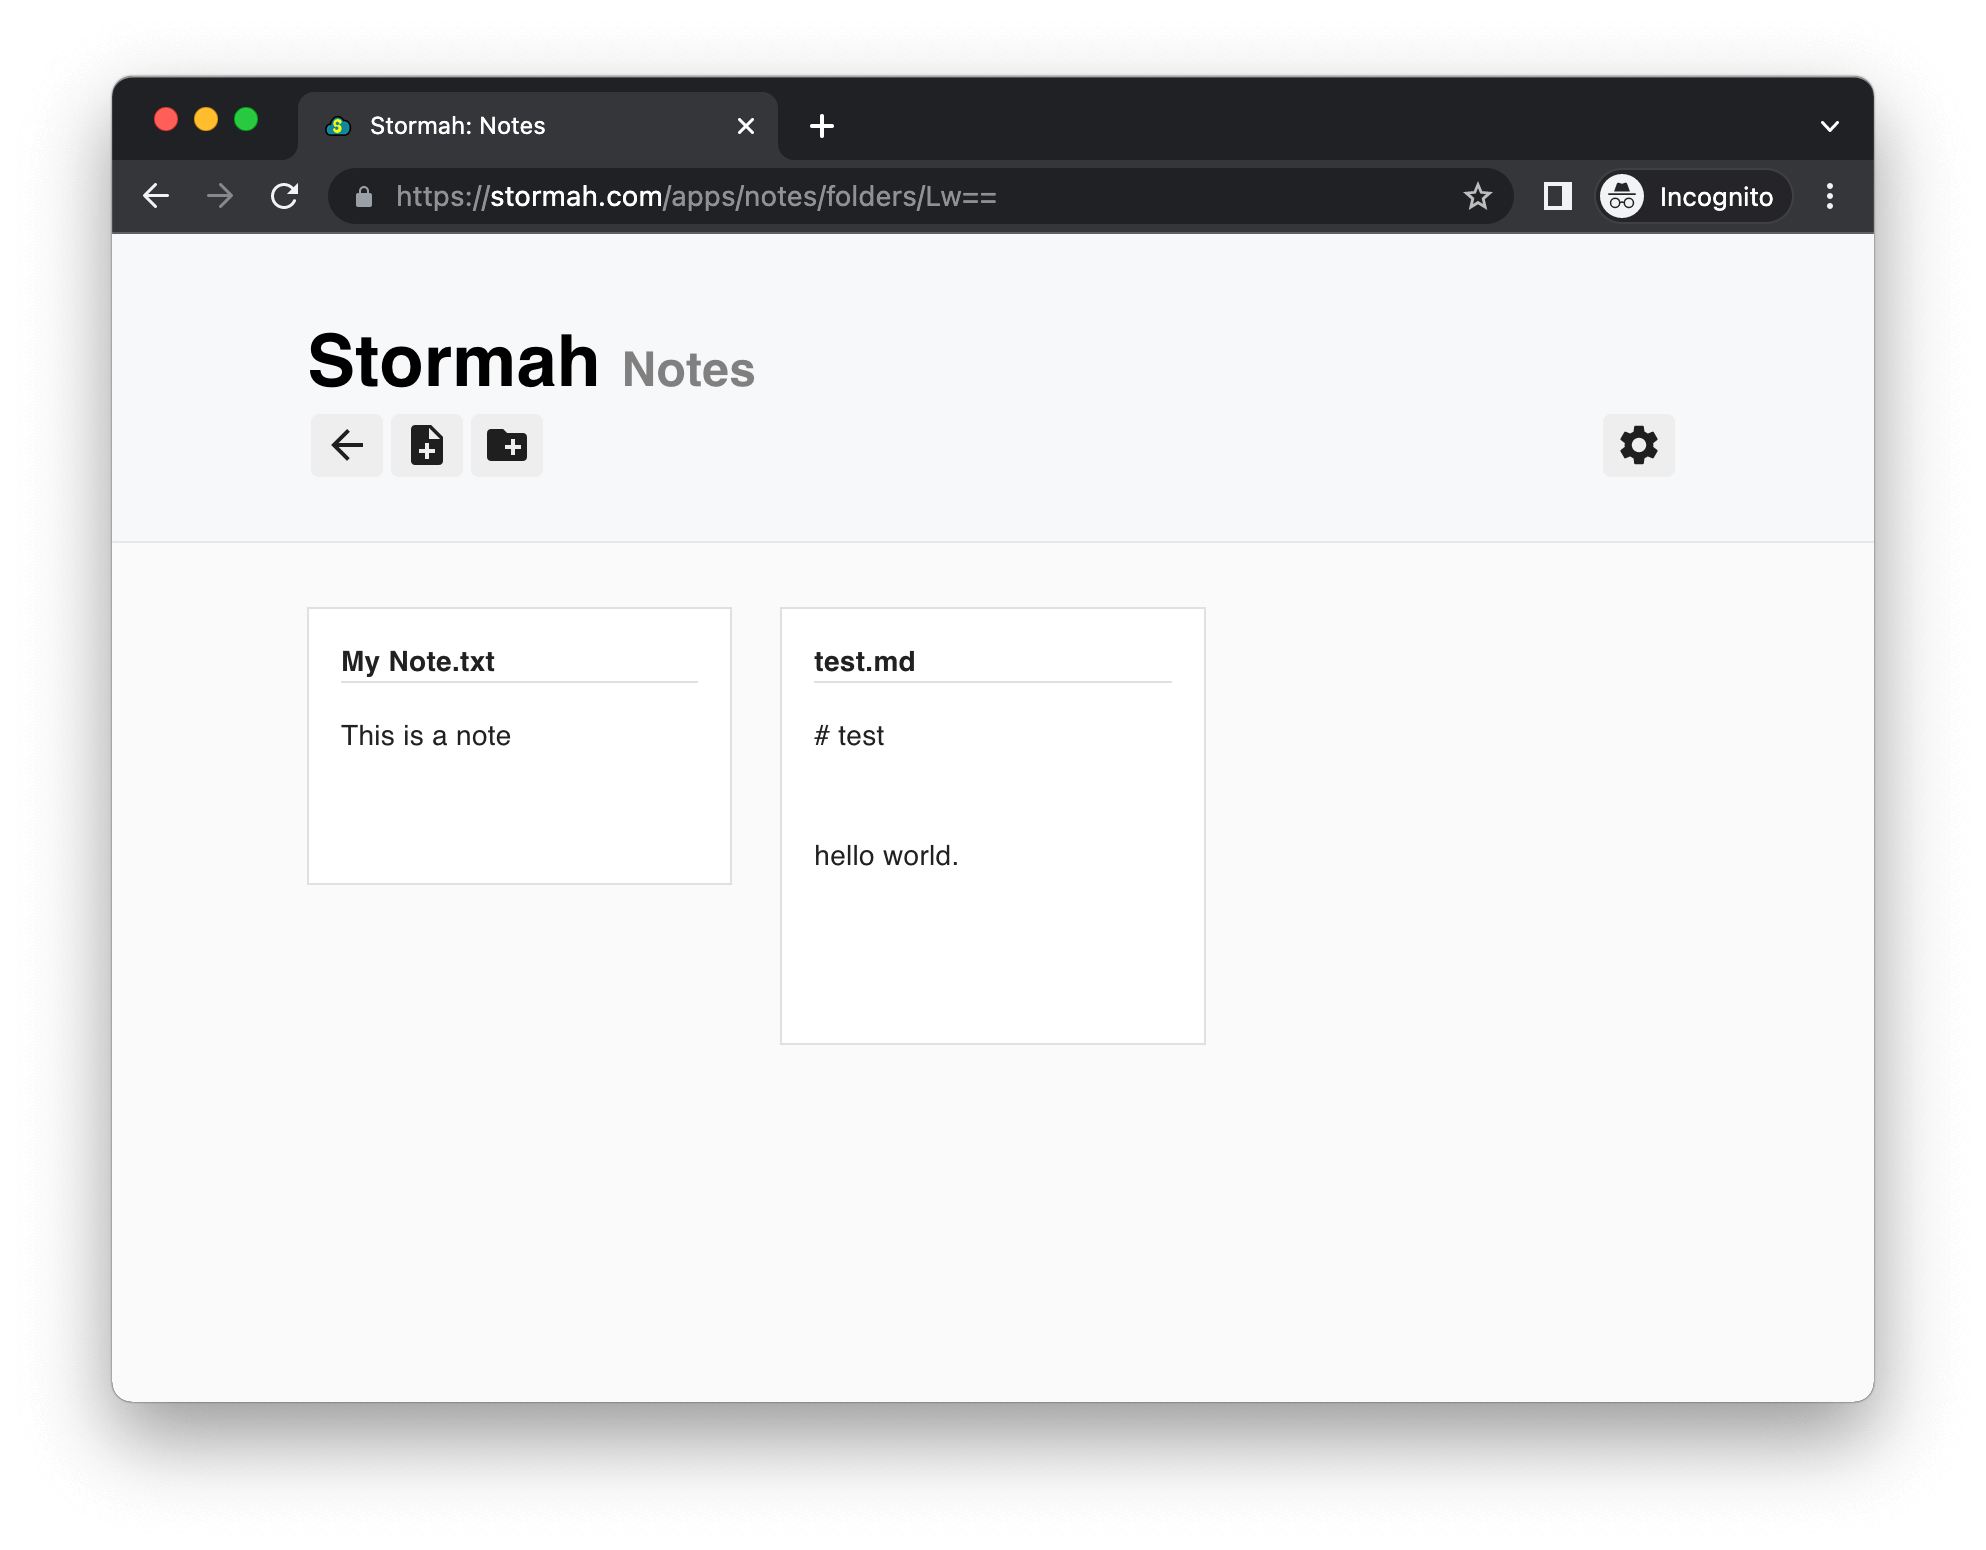 Stormah: Notes
https://stormah.com/apps/notes/folders/Lw==
Incognito
Stormah Notes
My Note.txt
This is a note
test.md
# test
hello world.